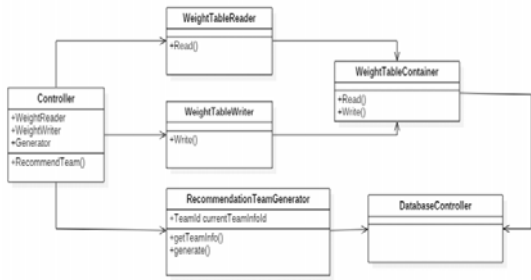 WeightTableReader
+Read()
WeightTableContainer
+Read()
+Write()
Controller
+WeightReader
+WeightWriter
+Generator
+RecommendTeam()
WeightTableWriter
+Write()
RecommendationTeamGenerator
+TeamId currentTeamInfoId
+getTeamInfo()
+generate()
DatabaseController